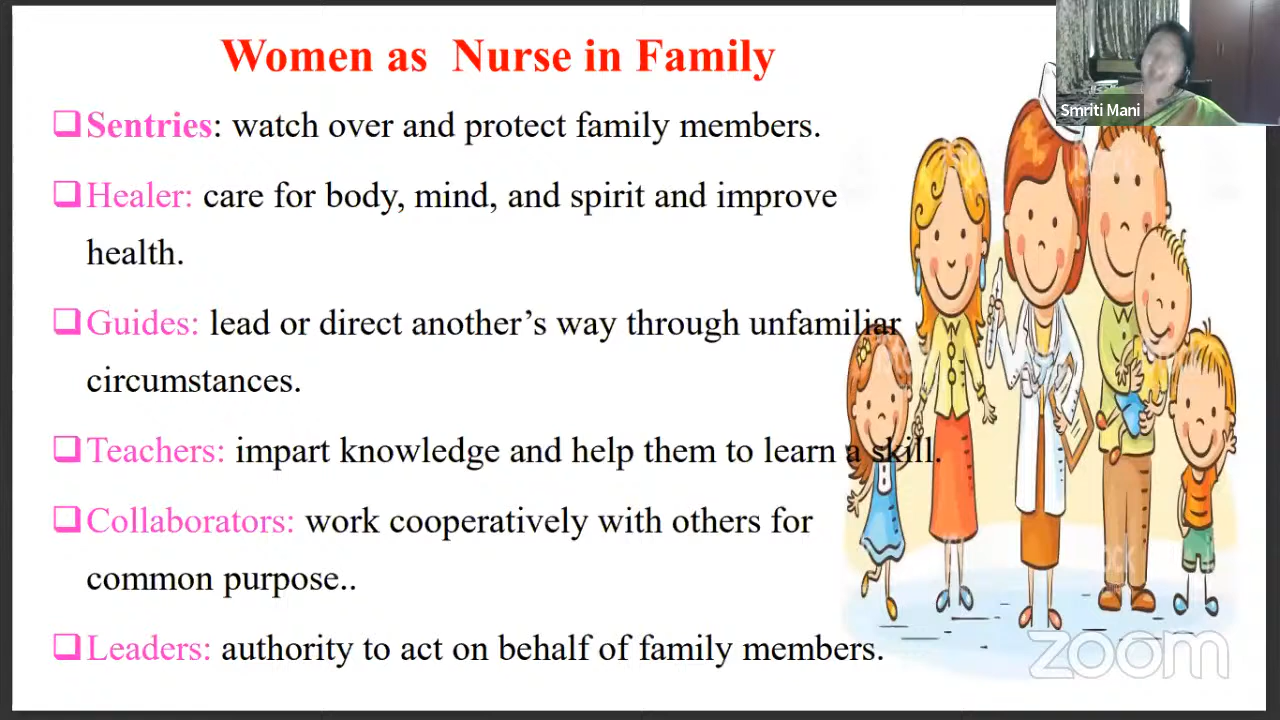 Women as Nurse in Family
Smriti Mani
Sentries: watch over and protect family members.
Healer: care for body, mind, and spirit and improve
health.
Guides: lead or direct another’s way through unfamiliar
circumstances.
Teachers: impart knowledge and help them to learn a skill.
Collaborators: work cooperatively with others for
common purpose..
Leaders: authority to act on behalf of family members.
zoom